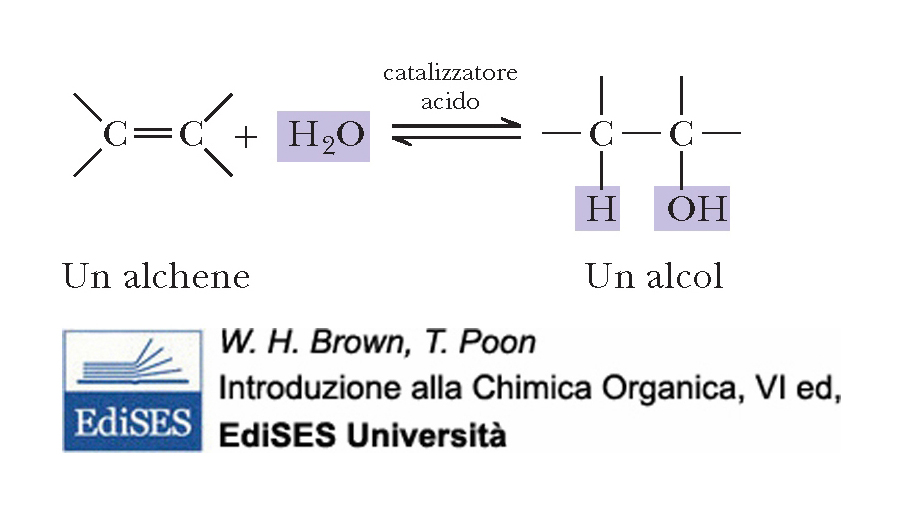 catalizzatore
acido
C=C + H₂O ⇌ —C—C—
H OH
Un alchene Un alcol
EdiSES
W. H. Brown, T. Poon
Introduzione alla Chimica Organica, VI ed,
EdiSES Università